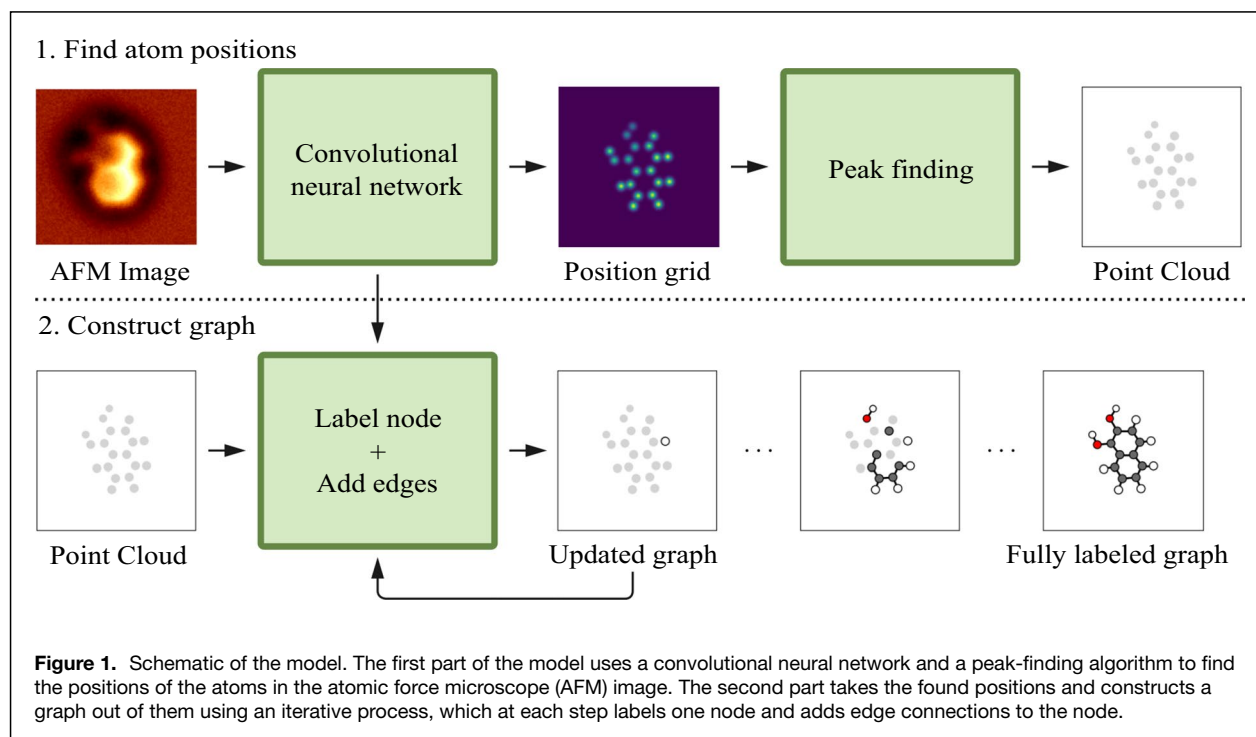 1. Find atom positions
Convolutional
neural network
Peak finding
AFM Image
Position grid
Point Cloud
2. Construct graph
Label node
+
Add edges
· · ·
· · ·
Point Cloud
Updated graph
Fully labeled graph
Figure 1. Schematic of the model. The first part of the model uses a convolutional neural network and a peak-finding algorithm to find
the positions of the atoms in the atomic force microscope (AFM) image. The second part takes the found positions and constructs a
graph out of them using an iterative process, which at each step labels one node and adds edge connections to the node.